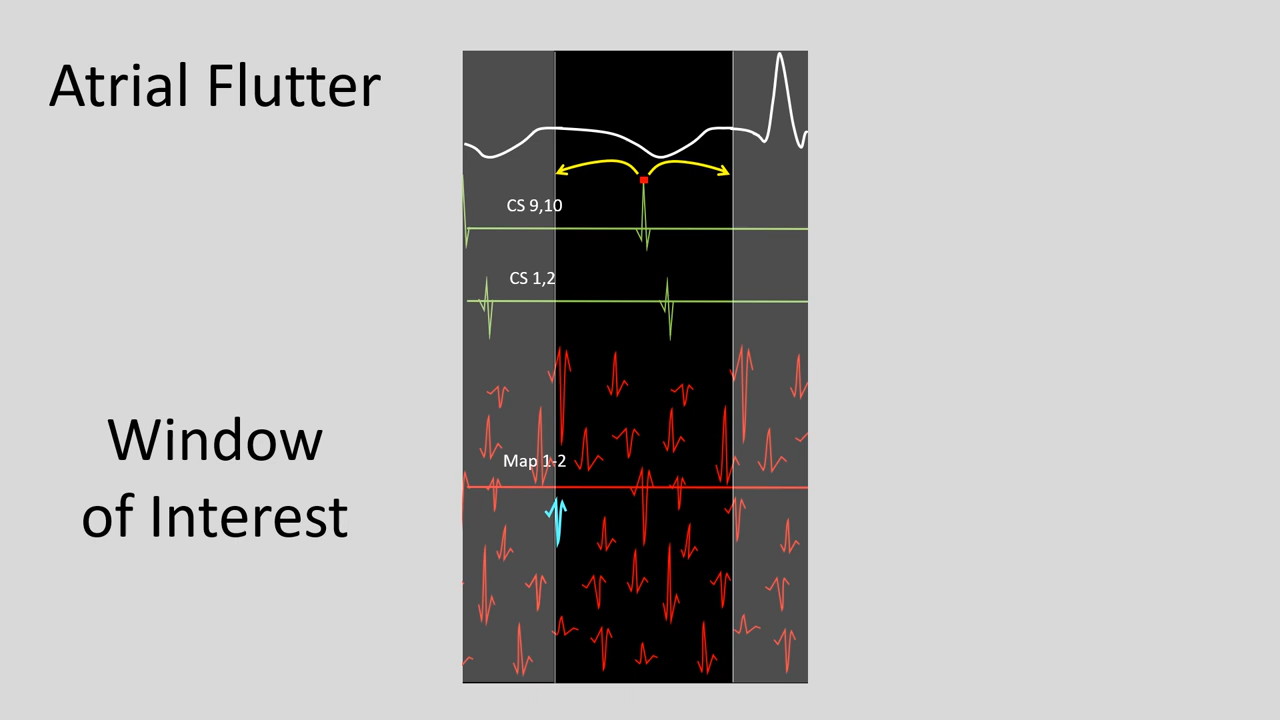 Atrial Flutter
CS 9,10
CS 1,2
Map 1-2
Window
of Interest